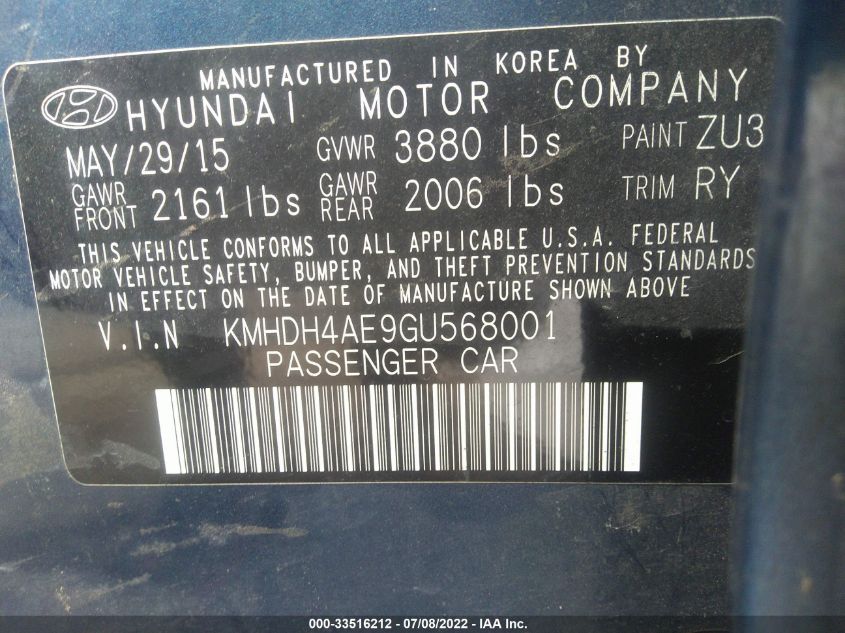 MANUFACTURED IN KOREA BY
HYUNDAI MOTOR COMPANY
MAY/29/15 GVWR 3880 lbs PAINT ZU3
GAWR FRONT 2161 lbs GAWR REAR 2006 lbs TRIM RY
THIS VEHICLE CONFORMS TO ALL APPLICABLE U.S.A. FEDERAL
MOTOR VEHICLE SAFETY, BUMPER, AND THEFT PREVENTION STANDARDS
IN EFFECT ON THE DATE OF MANUFACTURE SHOWN ABOVE
V.I.N KMHDH4AE9GU568001
PASSENGER CAR
000-33516212 - 07/08/2022 - IAA Inc.